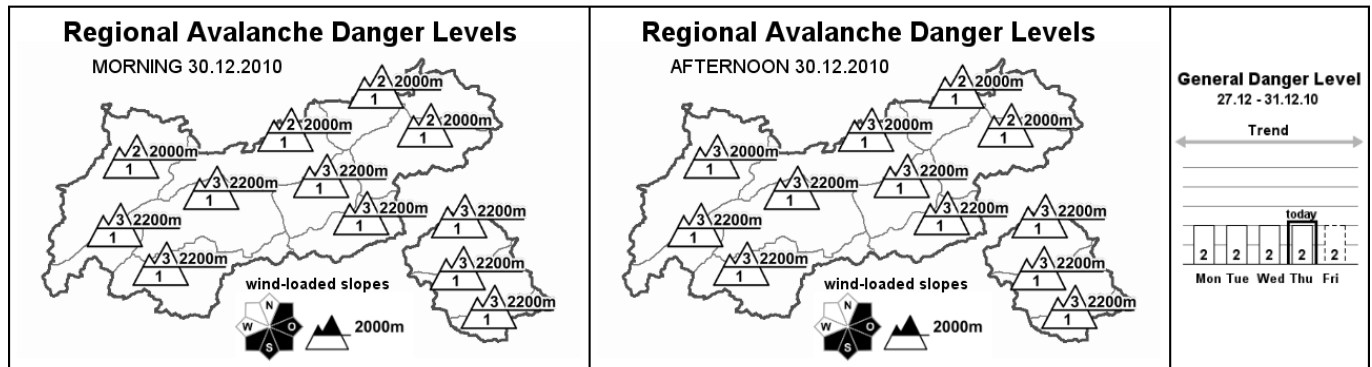 Regional Avalanche Danger Levels
MORNING 30.12.2010
2 2000m
1
2 2000m
1
2 2000m
1
2 2000m
1
3 2200m
1
3 2200m
1
3 2200m
1
3 2200m
1
3 2200m
1
3 2200m
1
3 2200m
1
3 2200m
1
wind-loaded slopes
N
W O
S
2000m
Regional Avalanche Danger Levels
AFTERNOON 30.12.2010
2 2000m
1
3 2000m
1
2 2000m
1
3 2000m
1
3 2200m
1
3 2200m
1
3 2200m
1
3 2200m
1
3 2200m
1
3 2200m
1
3 2200m
1
3 2200m
1
wind-loaded slopes
N
W O
S
2000m
General Danger Level
27.12 - 31.12.10
Trend
today
2 2 2 2 2
Mon Tue Wed Thu Fri